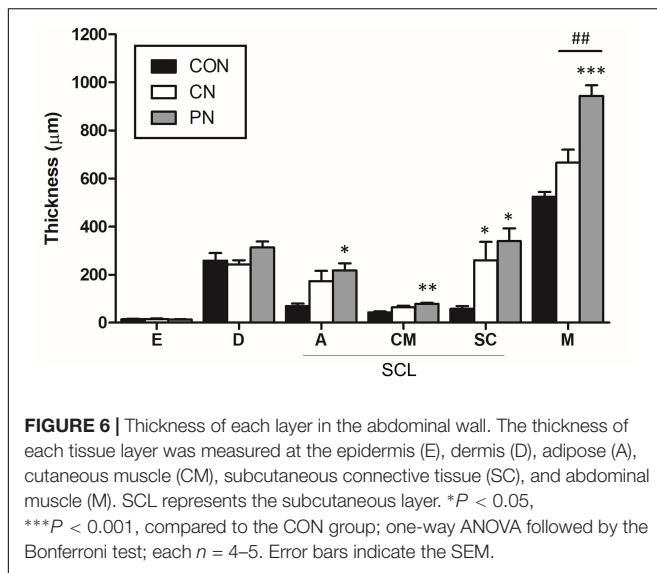 1200
1000
800
600
400
200
0
Thickness (μm)
CON
CN
PN
*
**
*
*
##
***
E
D
A
CM
SC
M
SCL
FIGURE 6 | Thickness of each layer in the abdominal wall. The thickness of
each tissue layer was measured at the epidermis (E), dermis (D), adipose (A),
cutaneous muscle (CM), subcutaneous connective tissue (SC), and abdominal
muscle (M). SCL represents the subcutaneous layer. *P < 0.05,
***P < 0.001, compared to the CON group; one-way ANOVA followed by the
Bonferroni test; each n = 4–5. Error bars indicate the SEM.